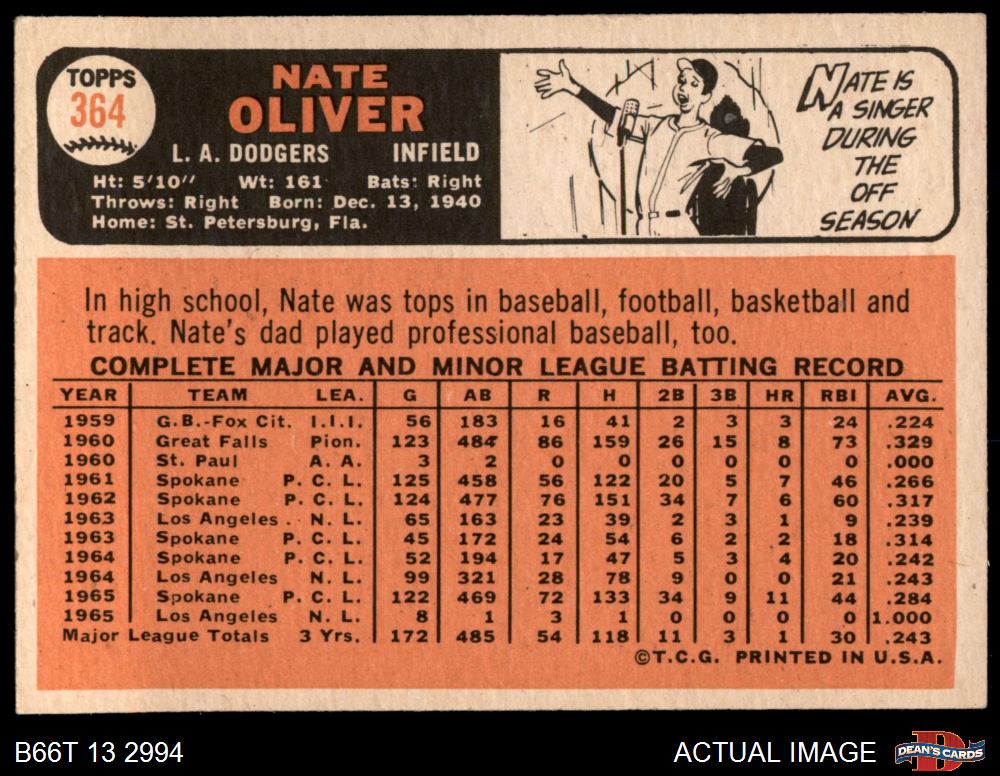 TOPPS
364
NATE
OLIVER
L. A. DODGERS INFIELD
Ht: 5'10" Wt: 161 Bats: Right
Throws: Right Born: Dec. 13, 1940
Home: St. Petersburg, Fla.
NATE IS
A SINGER
DURING
THE
OFF
SEASON
In high school, Nate was tops in baseball, football, basketball and
track. Nate's dad played professional baseball, too.
COMPLETE MAJOR AND MINOR LEAGUE BATTING RECORD
YEAR TEAM LEA. G AB R H 2B 3B HR RBI AVG.
1959 G.B.-Fox Cit. I.I.I. 56 183 16 41 2 3 3 24 .224
1960 Great Falls Pion. 123 484 86 159 26 15 8 73 .329
1960 St. Paul A. A. 3 2 0 0 0 0 0 0 .000
1961 Spokane P. C. L. 125 458 56 122 20 5 7 46 .266
1962 Spokane P. C. L. 124 477 76 151 34 7 6 60 .317
1963 Los Angeles . N. L. 65 163 23 39 2 3 1 9 .239
1963 Spokane P. C. L. 45 172 24 54 6 2 2 18 .314
1964 Spokane P. C. L. 52 194 17 47 5 3 4 20 .242
1964 Los Angeles N. L. 99 321 28 78 9 0 0 21 .243
1965 Spokane P. C. L. 122 469 72 133 34 9 11 44 .284
1965 Los Angeles N. L. 8 1 3 1 0 0 0 0 1.000
Major League Totals 3 Yrs. 172 485 54 118 11 3 1 30 .243
©T.C.G. PRINTED IN U.S.A.
B66T 13 2994 ACTUAL IMAGE
D
DEAN'S CARDS